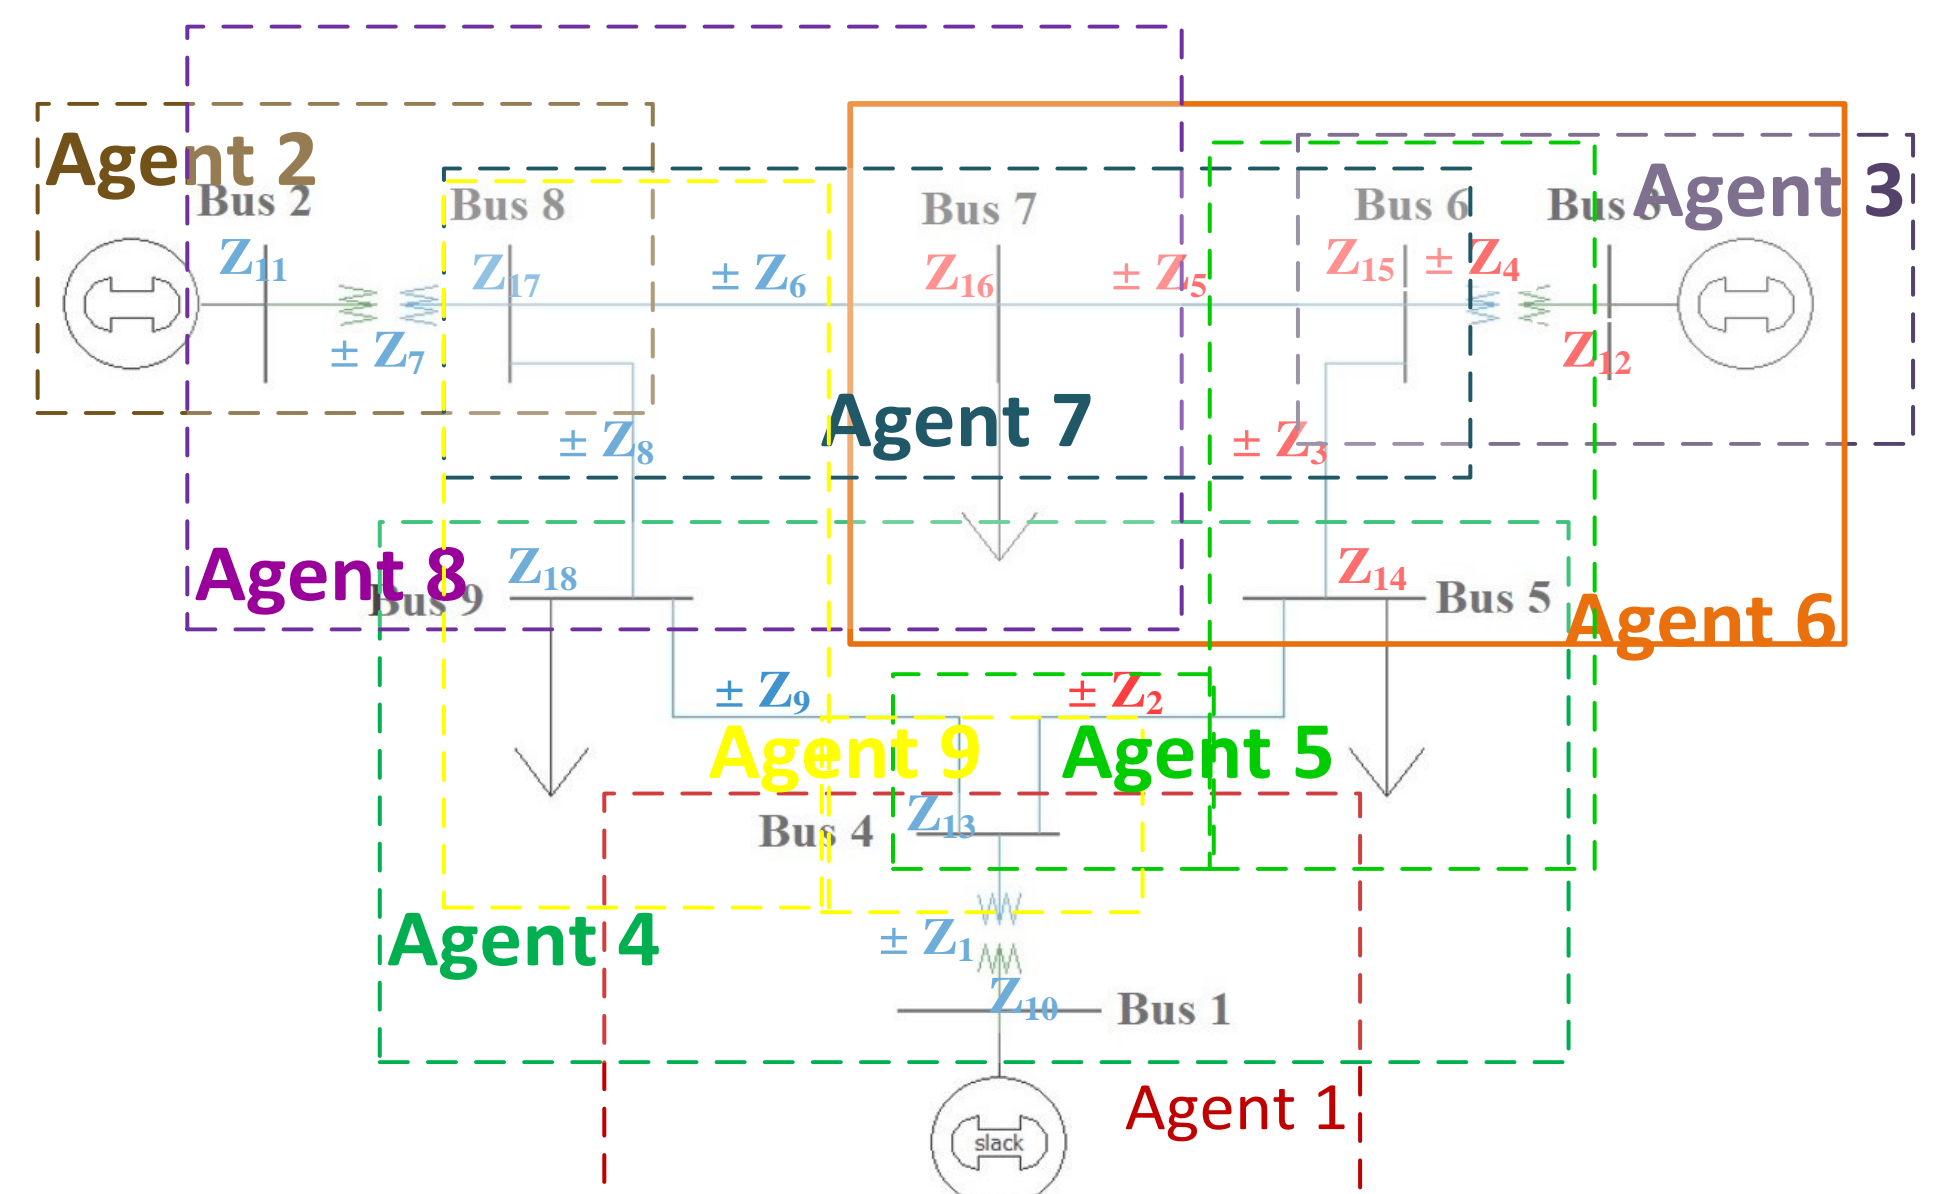 Agent 2
Agent 3
Bus 2
Bus 8
Bus 7
Bus 6
Bus 3
Z11
Z17
± Z6
Z16
± Z5
Z15
± Z4
± Z7
Z12
Agent 7
± Z8
± Z3
Agent 8
Z18
Z14
Bus 9
Bus 5
Agent 6
± Z9
± Z2
Agent 9
Agent 5
Bus 4
Z13
Agent 4
± Z1
Z10
Bus 1
Agent 1
slack